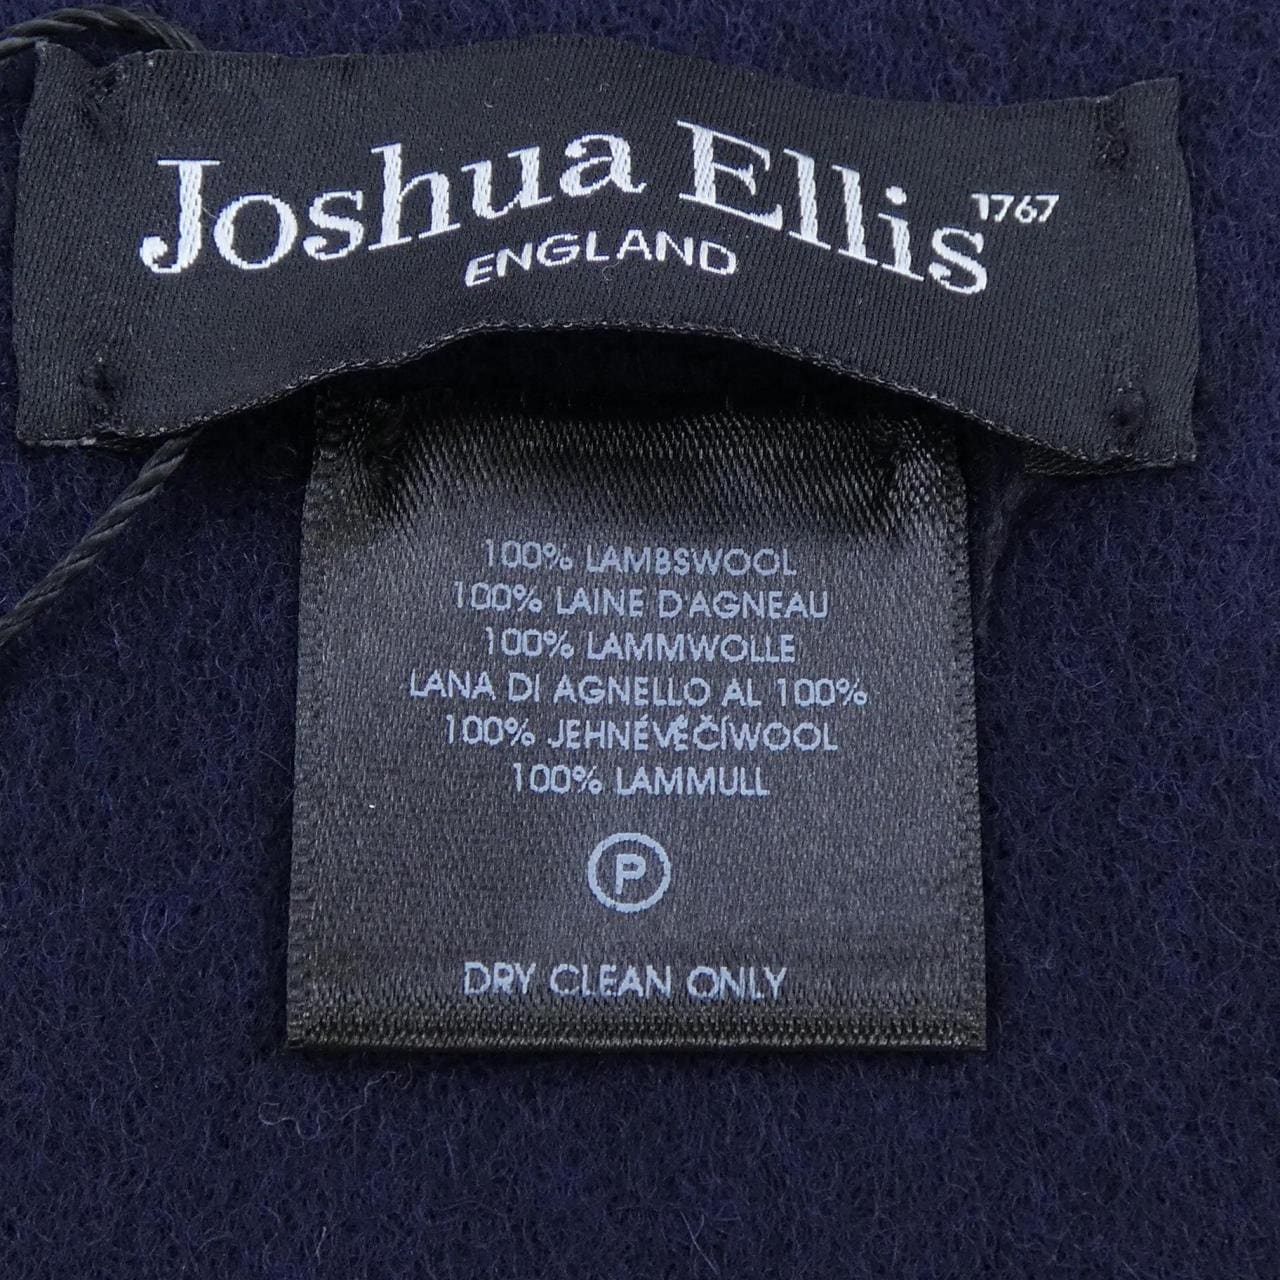 Joshua Ellis 1767
ENGLAND
100% LAMBSWOOL
100% LAINE D'AGNEAU
100% LAMMWOLLE
LANA DI AGNELLO AL 100%
100% JEHNÉVĚČÍWOOL
100% LAMMULL
P
DRY CLEAN ONLY